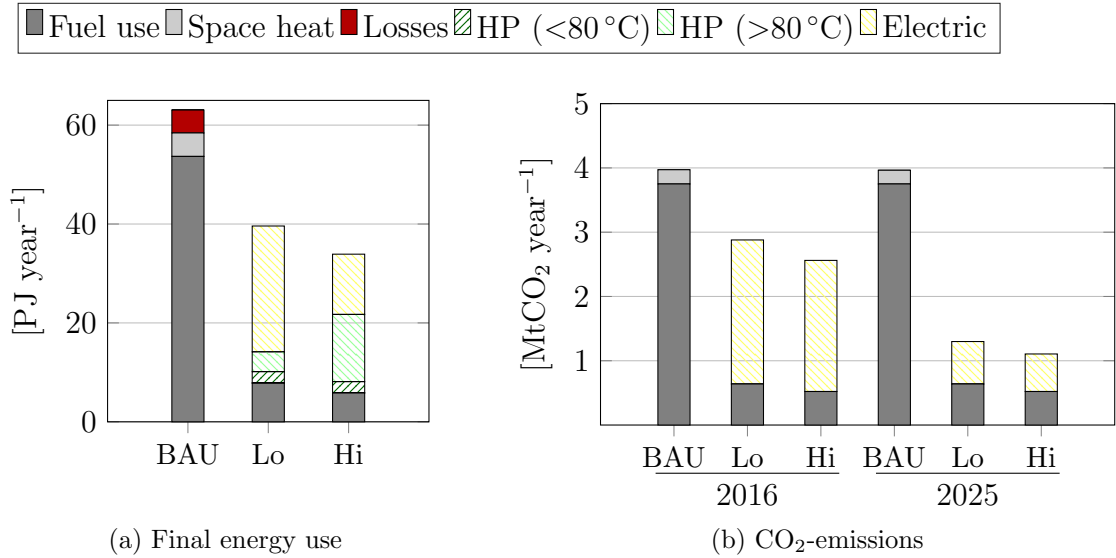 Fuel use Space heat Losses HP (<80 °C) HP (>80 °C) Electric
[PJ year⁻¹]
60
40
20
0
BAU Lo Hi
(a) Final energy use
[MtCO₂ year⁻¹]
5
4
3
2
1
BAU Lo Hi BAU Lo Hi
2016 2025
(b) CO₂-emissions